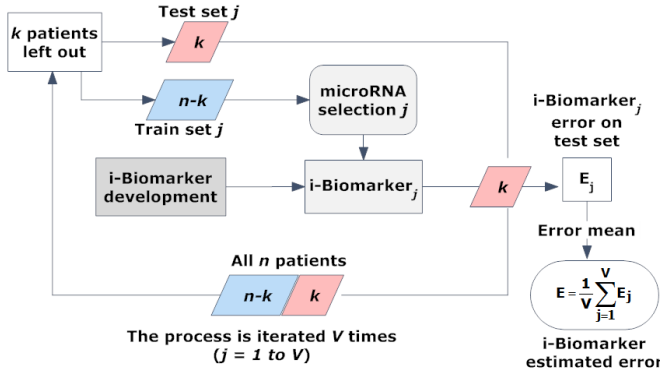 Test set j
k patients
left out
k
n-k
Train set j
microRNA
selection j
i-Biomarkerj
error on
test set
i-Biomarker
development
i-Biomarkerj
k
Ej
Error mean
All n patients
n-k
k
E = 1/V ∑ j=1 V Ej
The process is iterated V times
(j = 1 to V)
i-Biomarker
estimated error